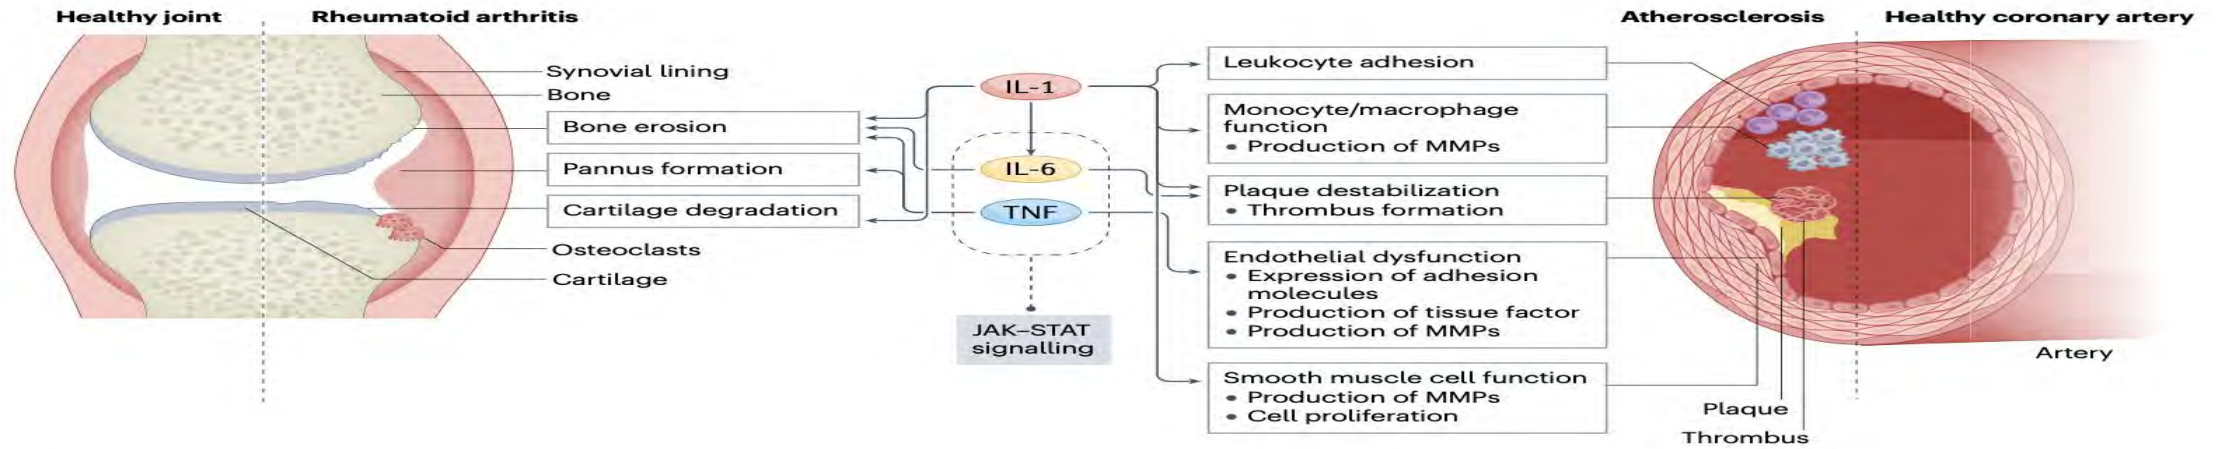 Healthy joint
Rheumatoid arthritis
Synovial lining
Bone
Bone erosion
Pannus formation
Cartilage degradation
Osteoclasts
Cartilage
IL-1
IL-6
TNF
JAK–STAT
signalling
Leukocyte adhesion
Monocyte/macrophage
function
• Production of MMPs
Plaque destabilization
• Thrombus formation
Endothelial dysfunction
• Expression of adhesion
molecules
• Production of tissue factor
• Production of MMPs
Smooth muscle cell function
• Production of MMPs
• Cell proliferation
Atherosclerosis
Healthy coronary artery
Artery
Plaque
Thrombus